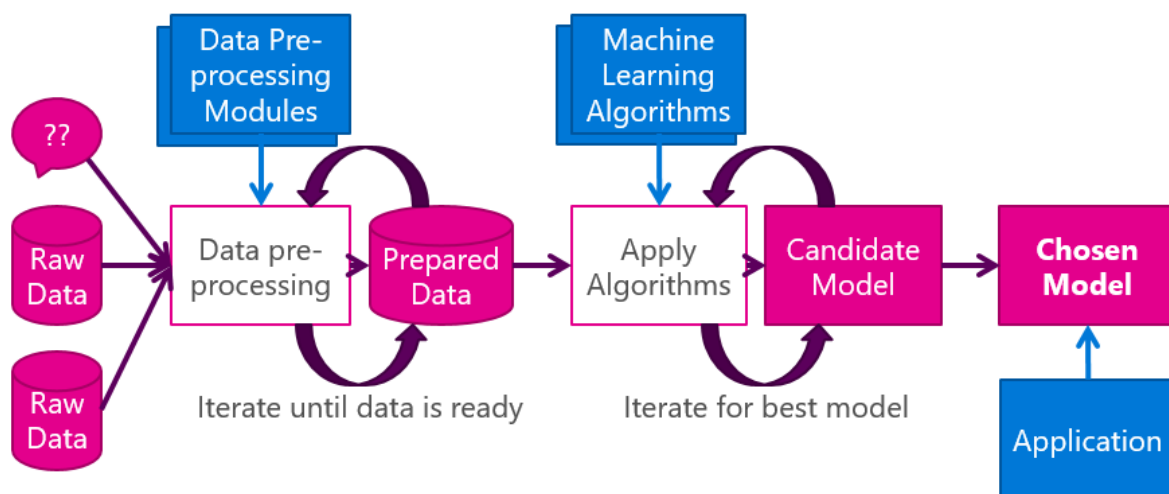 Data Pre-
processing
Modules
Machine
Learning
Algorithms
??
Raw
Data
Raw
Data
Data pre-
processing
Prepared
Data
Apply
Algorithms
Candidate
Model
Chosen
Model
Iterate until data is ready
Iterate for best model
Application